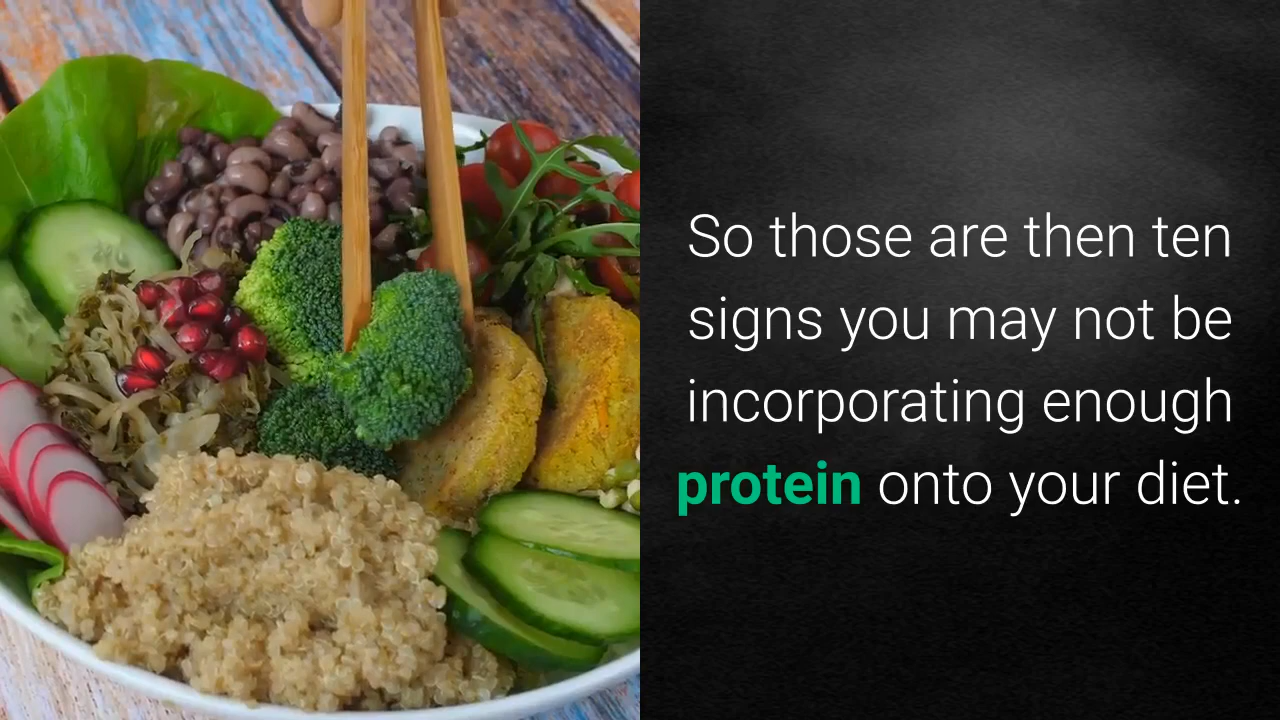 So those are then ten
signs you may not be
incorporating enough
protein onto your diet.